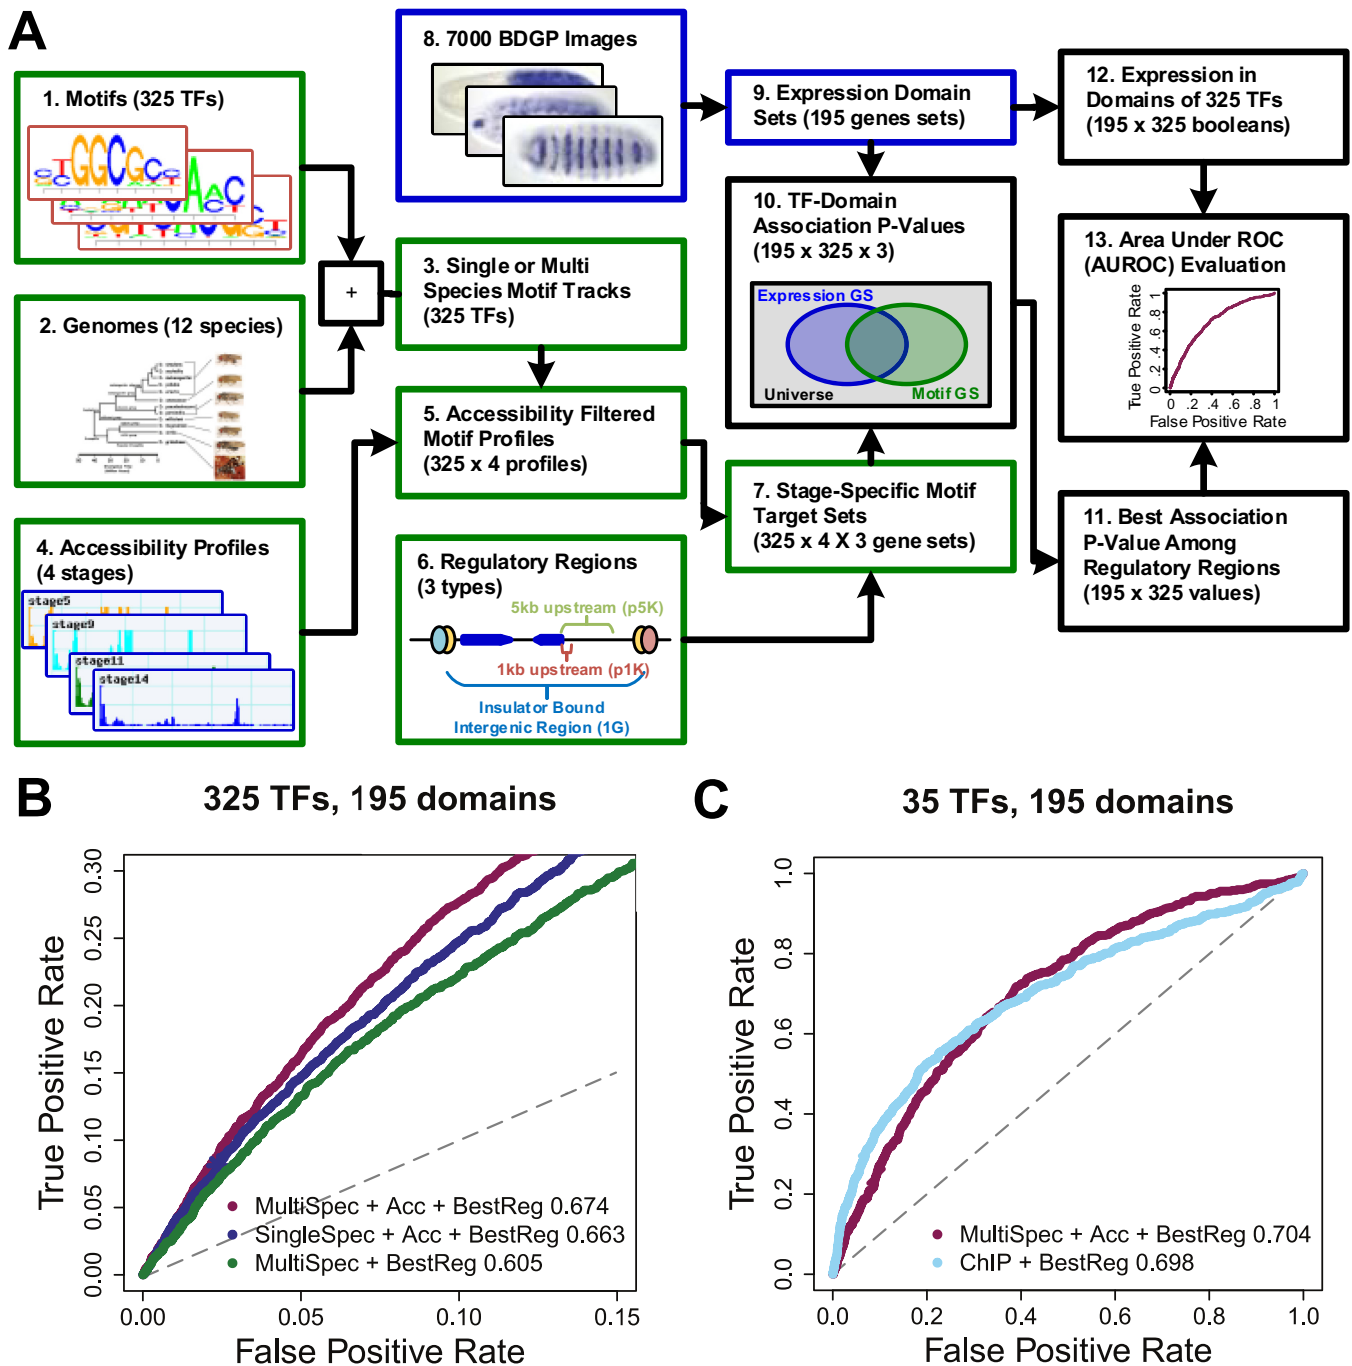 A
1. Motifs (325 TFs)
2. Genomes (12 species)
4. Accessibility Profiles
(4 stages)
stage5
stage9
stage11
stage14
+
8. 7000 BDGP Images
3. Single or Multi
Species Motif Tracks
(325 TFs)
5. Accessibility Filtered
Motif Profiles
(325 x 4 profiles)
6. Regulatory Regions
(3 types)
5kb upstream (p5K)
1kb upstream (p1K)
Insulator Bound
Intergenic Region (1G)
9. Expression Domain
Sets (195 genes sets)
10. TF-Domain
Association P-Values
(195 x 325 x 3)
Expression GS
Universe
Motif GS
7. Stage-Specific Motif
Target Sets
(325 x 4 X 3 gene sets)
12. Expression in
Domains of 325 TFs
(195 x 325 booleans)
13. Area Under ROC
(AUROC) Evaluation
True Positive Rate
1
.8
.6
.4
.2
0
0 .2 .4 .6 .8 1
False Positive Rate
11. Best Association
P-Value Among
Regulatory Regions
(195 x 325 values)
B
325 TFs, 195 domains
True Positive Rate
0.30
0.25
0.20
0.15
0.10
0.05
0.00
MultiSpec + Acc + BestReg 0.674
SingleSpec + Acc + BestReg 0.663
MultiSpec + BestReg 0.605
0.00 0.05 0.10 0.15
False Positive Rate
C
35 TFs, 195 domains
True Positive Rate
1.0
0.8
0.6
0.4
0.2
0.0
MultiSpec + Acc + BestReg 0.704
ChIP + BestReg 0.698
0.0 0.2 0.4 0.6 0.8 1.0
False Positive Rate